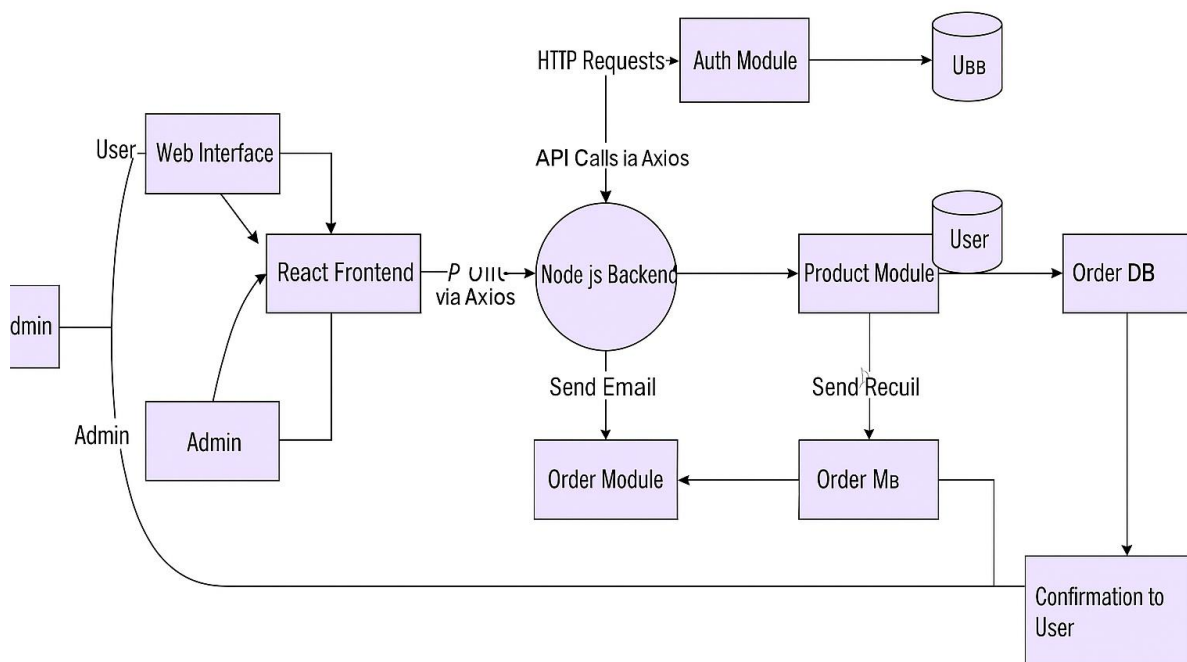 HTTP Requests
Auth Module
UBB
API Calls ia Axios
User
Web Interface
React Frontend
via Axios
Node js Backend
Product Module
User
Order DB
dmin
Admin
Admin
Send Email
Send Recuil
Order Module
Order MB
Confirmation to
User